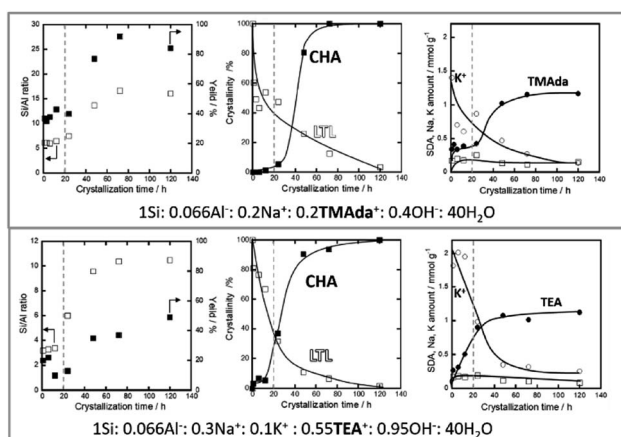 Si/Al ratio
40
35
30
25
20
15
10
5
0
0 20 40 60 80 100 120 140
Crystallization time / h
100
80
60
40
20
0
Yeild / %
Crystallinity /%
100
80
60
40
20
0
CHA
LTL
0 20 40 60 80 100 120 140
Crystallization time / h
SDA, Na, K amount / mmol g⁻¹
2
1.5
1
0.5
0
K⁺
TMAda
0 20 40 60 80 100 120 140
Crystallization time / h
1Si: 0.066Al⁻: 0.2Na⁺: 0.2TMAda⁺: 0.4OH⁻: 40H₂O
Si/Al ratio
12
10
8
6
4
2
0
0 20 40 60 80 100 120 140
Crystallization time / h
100
80
60
40
20
0
Yeild / %
Crystallinity /%
100
80
60
40
20
0
CHA
LTL
0 20 40 60 80 100 120 140
Crystallization time / h
SDA, Na, K amount / mmol g⁻¹
2
1.5
1
0.5
0
K⁺
TEA
0 20 40 60 80 100 120 140
Crystallization time / h
1Si: 0.066Al⁻: 0.3Na⁺: 0.1K⁺ : 0.55TEA⁺: 0.95OH⁻: 40H₂O